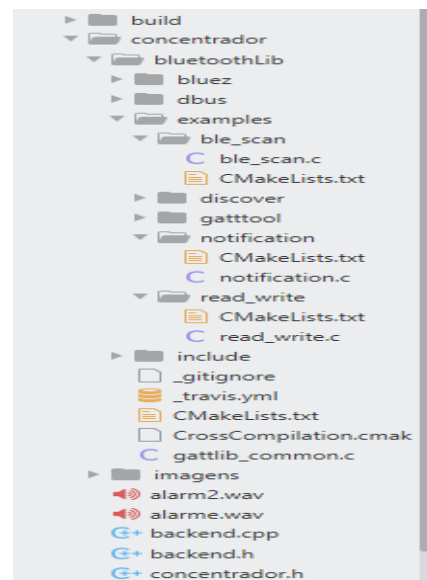 build
concentrador
bluetoothLib
bluez
dbus
examples
ble_scan
ble_scan.c
CMakeLists.txt
discover
gatttool
notification
CMakeLists.txt
notification.c
read_write
CMakeLists.txt
read_write.c
include
_gitignore
_travis.yml
CMakeLists.txt
CrossCompilation.cmak
gattlib_common.c
imagens
alarm2.wav
alarme.wav
backend.cpp
backend.h
concentrador.h